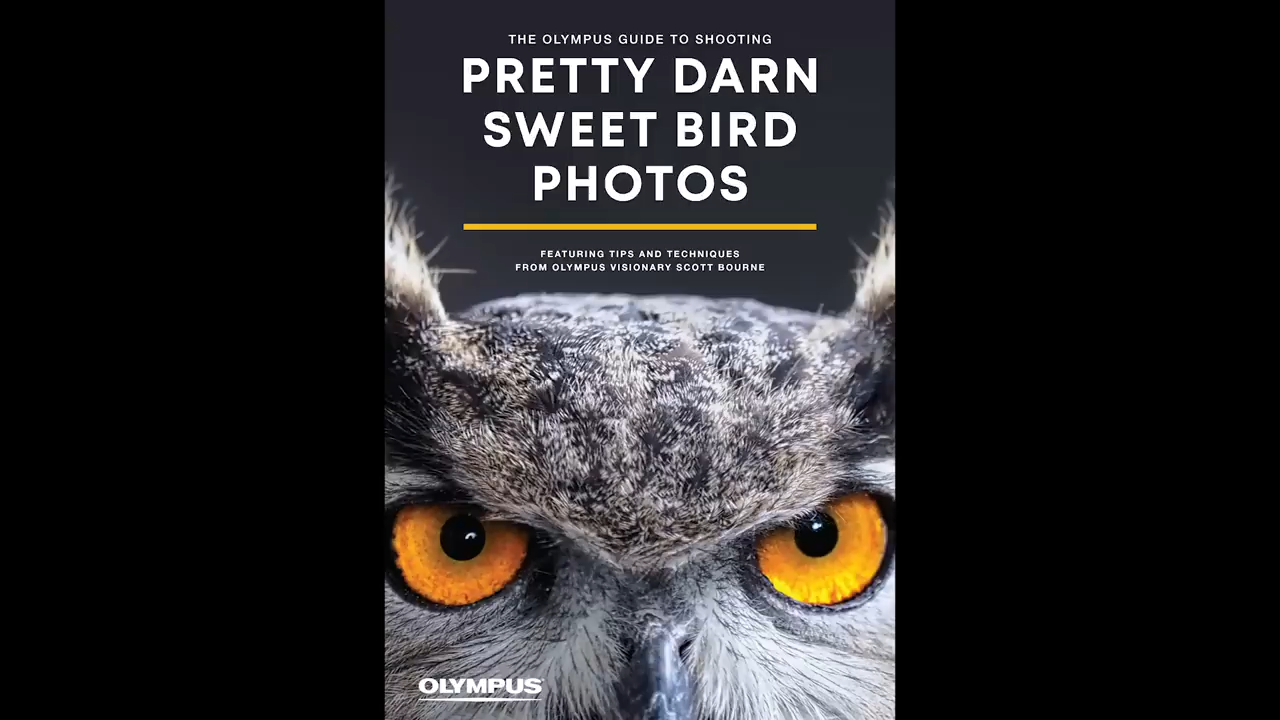 THE OLYMPUS GUIDE TO SHOOTING
PRETTY DARN
SWEET BIRD
PHOTOS
FEATURING TIPS AND TECHNIQUES
FROM OLYMPUS VISIONARY SCOTT BOURNE
OLYMPUS